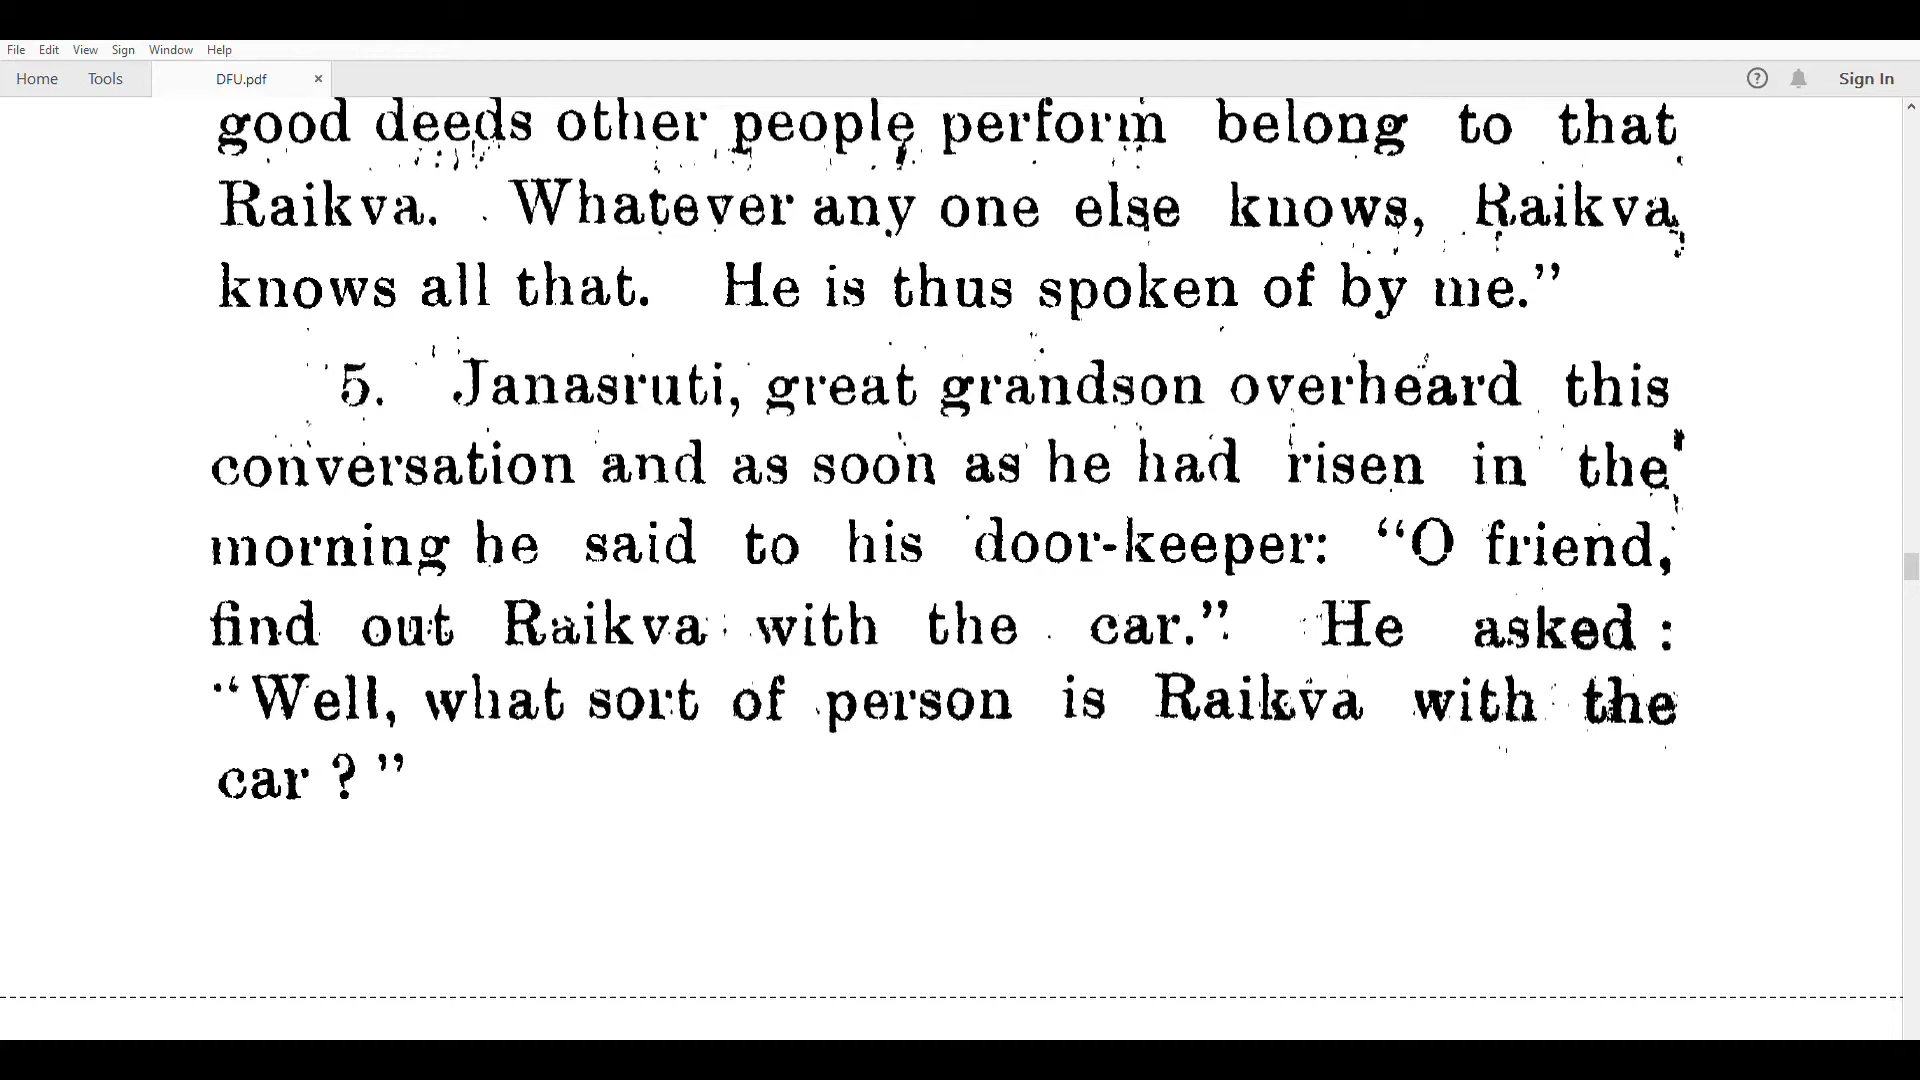 File Edit View Sign Window Help
Home Tools DFU.pdf × ? Sign In
good deeds other people perform belong to that
Raikva. Whatever any one else knows, Raikva
knows all that. He is thus spoken of by me.”
5. Janasruti, great grandson overheard this
conversation and as soon as he had risen in the
morning he said to his door-keeper: “O friend,
find out Raikva with the car.” He asked :
“Well, what sort of person is Raikva with the
car ? ”